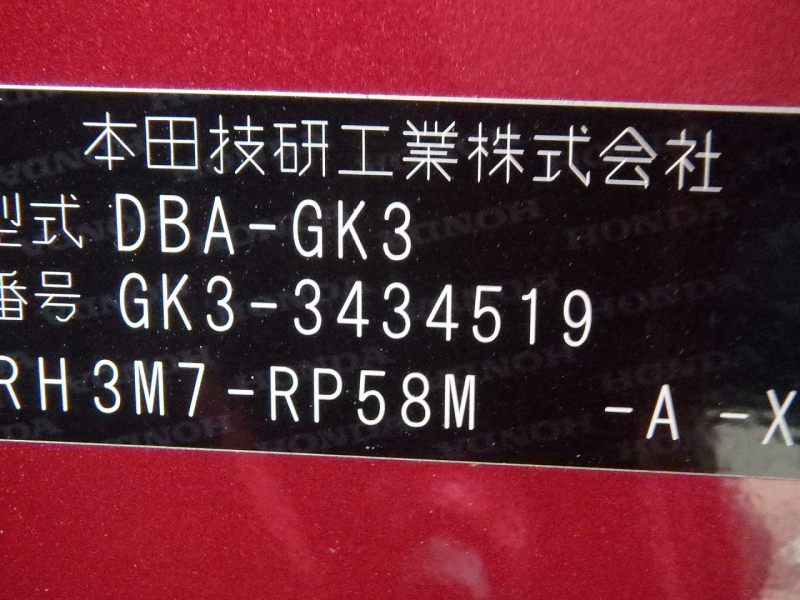 本田技研工業株式会社
型式 DBA-GK3
番号 GK3-3434519
RH3M7-RP58M -A -X